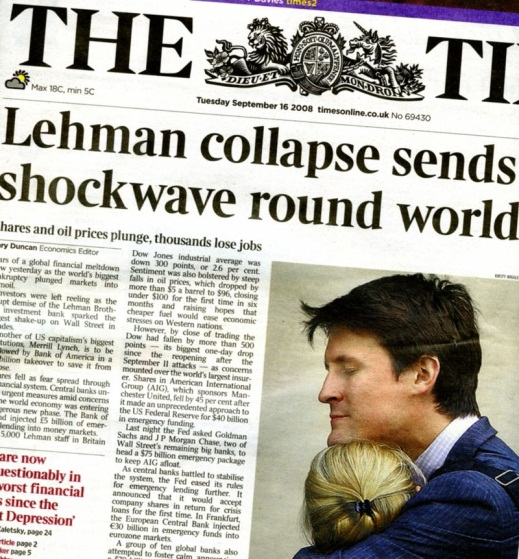 Davies times2
THE TI
DIEU·ET MON·DROI
Max 18C, min 5C
Tuesday September 16 2008 timesonline.co.uk No 69430
Lehman collapse sends
shockwave round world
hares and oil prices plunge, thousands lose jobs
ry Duncan Economics Editor
ars of a global financial meltdown
w yesterday as the world's biggest
kruptcy plunged markets into
moil.
vestors were left reeling as the
upt demise of the Lehman Broth-
investment bank sparked the
gest shake-up on Wall Street in
ades.
nother of US capitalism's biggest
tutions, Merrill Lynch, is to be
lowed by Bank of America in a
billion takeover to save it from
pse.
ares fell as fear spread through
nancial system. Central banks un-
urgent measures amid concerns
he world economy was entering
gerous new phase. The Bank of
nd injected £5 billion of emer-
lending into money markets.
5,000 Lehman staff in Britain
are now
uestionably in
worst financial
s since the
t Depression'
Kaletsky, page 24
rticle page 2
ker page 5
Dow Jones industrial average was
down 300 points, or 2.6 per cent.
Sentiment was also bolstered by steep
falls in oil prices, which dropped by
more than $5 a barrel to $96, closing
under $100 for the first time in six
months and raising hopes that
cheaper fuel would ease economic
stresses on Western nations.
However, by close of trading the
Dow had fallen by more than 500
points — its biggest one-day drop
since the reopening after the
September 11 attacks — as concerns
mounted over the world's largest insur-
er. Shares in American International
Group (AIG), which sponsors Man-
chester United, fell by 45 per cent after
it made an unprecedented approach to
the US Federal Reserve for $40 billion
in emergency funding.
Last night the Fed asked Goldman
Sachs and J P Morgan Chase, two of
Wall Street's remaining big banks, to
head a $75 billion emergency package
to keep AIG afloat.
As central banks battled to stabilise
the system, the Fed eased its rules
for emergency lending further. It
announced that it would accept
company shares in return for crisis
loans for the first time. In Frankfurt,
the European Central Bank injected
€30 billion in emergency funds into
eurozone markets.
A group of ten global banks also
attempted to foster calm